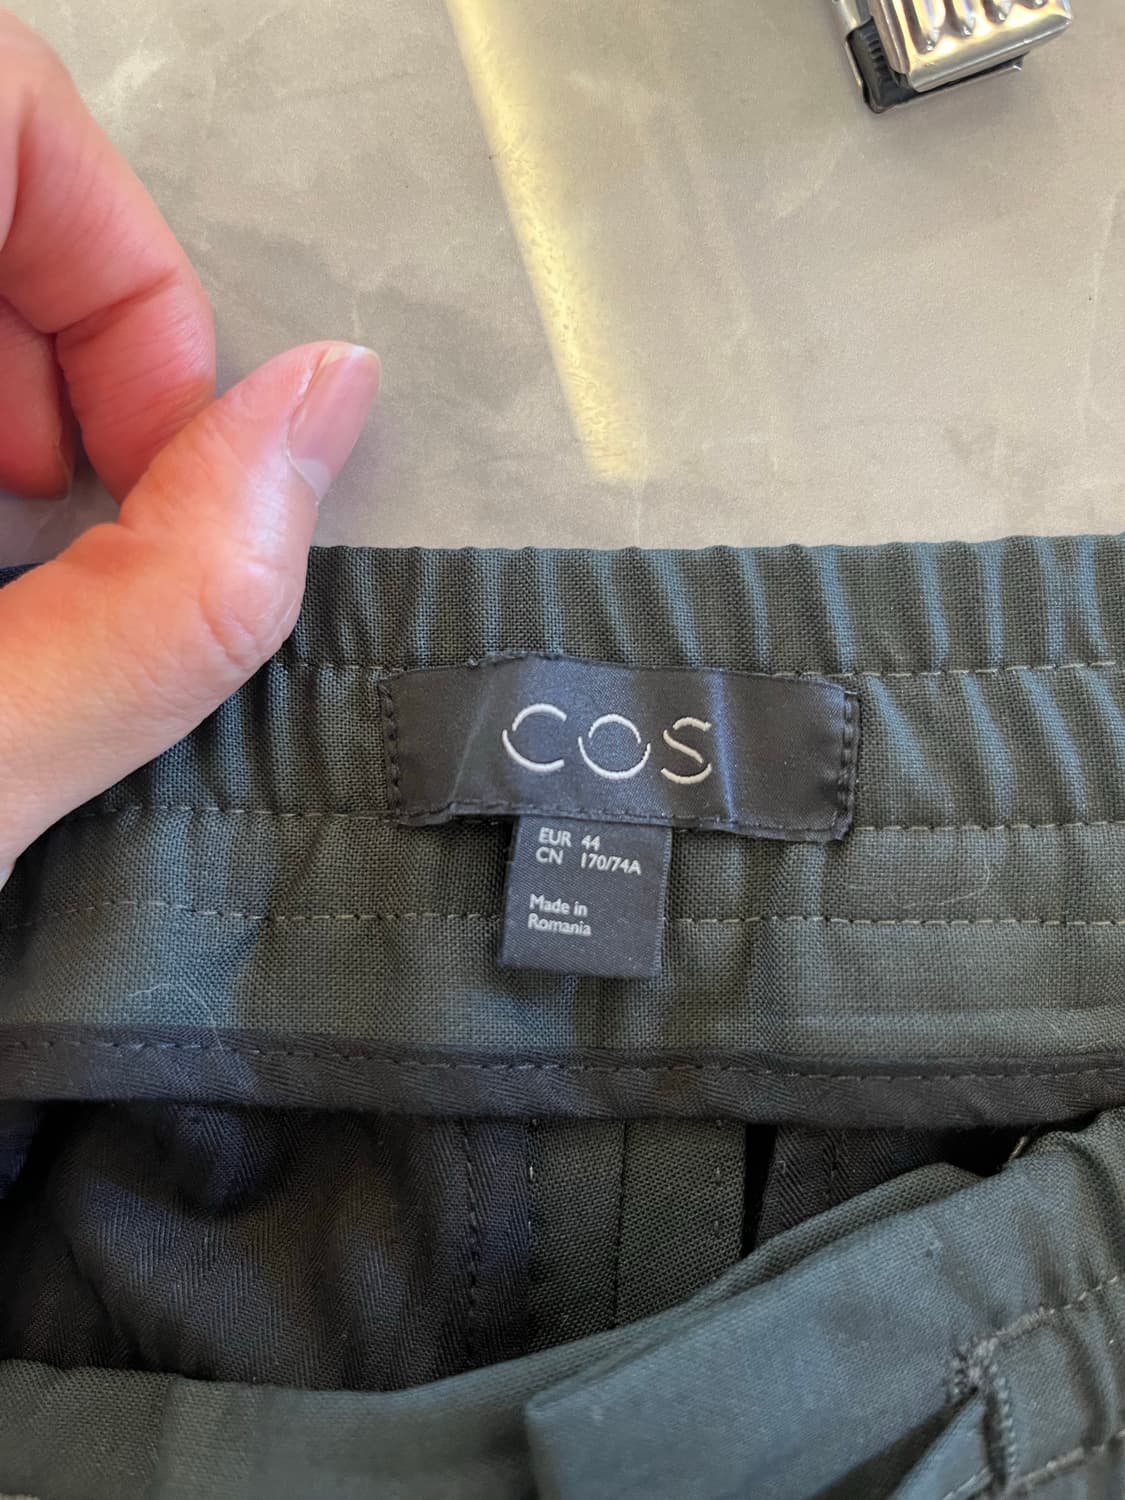 COS
EUR 44
CN 170/74A
Made in
Romania